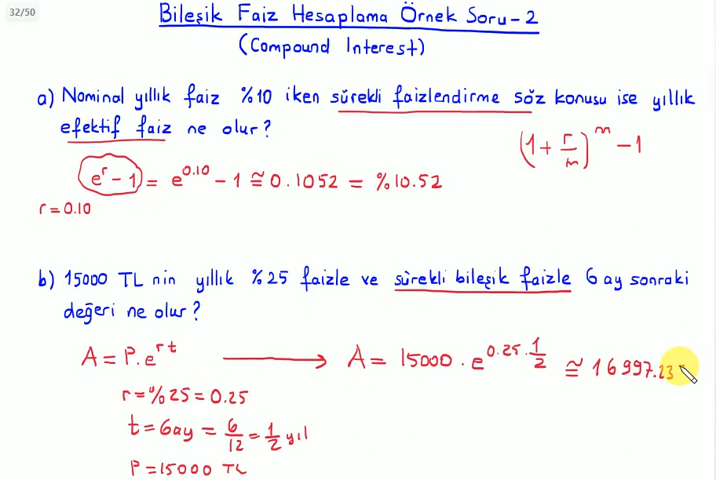 32/50
Bileşik Faiz Hesaplama Örnek Soru-2
(Compound Interest)
a) Nominal yıllık faiz %10 iken sürekli faizlendirme söz konusu ise yıllık
efektif faiz ne olur?
(1 + r/m)^m - 1
e^r - 1 = e^0.10 - 1 ≅ 0.1052 = %10.52
r = 0.10
b) 15000 TL nin yıllık %25 faizle ve sürekli bileşik faizle 6 ay sonraki
değeri ne olur?
A = P.e^rt → A = 15000 . e^0.25.1/2 ≅ 16997.23
r = %25 = 0.25
t = 6ay = 6/12 = 1/2 yıl
P = 15000 TL